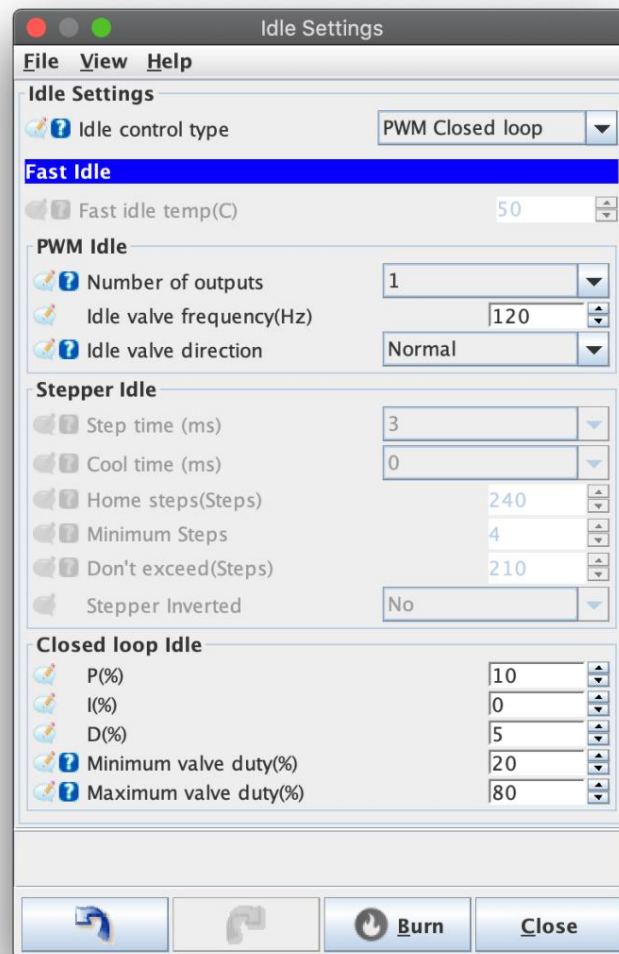 Idle Settings
File View Help
Idle Settings
Idle control type PWM Closed loop
Fast Idle
Fast idle temp(C) 50
PWM Idle
Number of outputs 1
Idle valve frequency(Hz) 120
Idle valve direction Normal
Stepper Idle
Step time (ms) 3
Cool time (ms) 0
Home steps(Steps) 240
Minimum Steps 4
Don't exceed(Steps) 210
Stepper Inverted No
Closed loop Idle
P(%) 10
I(%) 0
D(%) 5
Minimum valve duty(%) 20
Maximum valve duty(%) 80
Burn Close